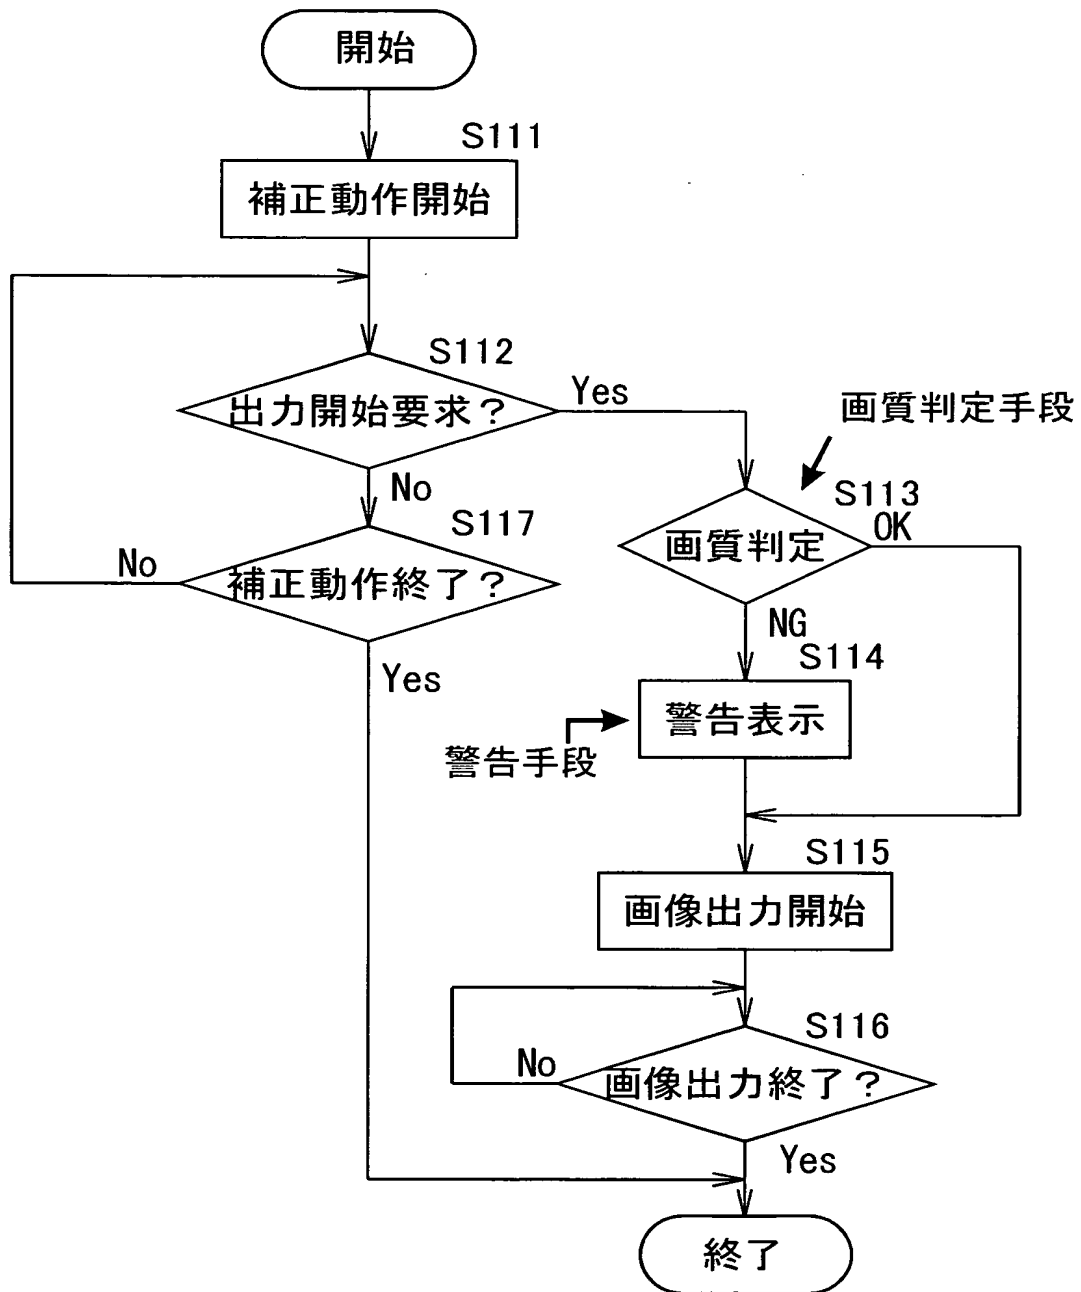 開始
S111
補正動作開始
S112
出力開始要求？
Yes
No
画質判定手段
S113
画質判定
OK
NG
S117
補正動作終了？
No
Yes
S114
警告表示
警告手段
S115
画像出力開始
S116
画像出力終了？
No
Yes
終了